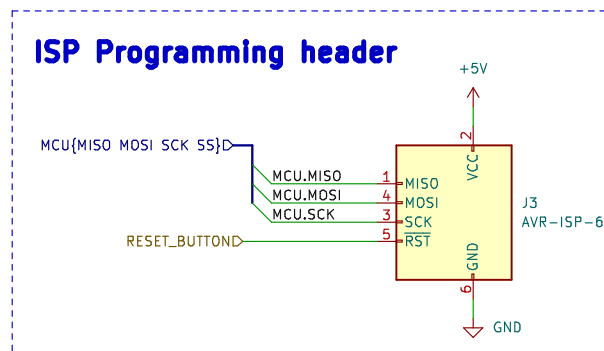 ISP Programming header
+5V
2
VCC
MCU{MISO MOSI SCK SS}
MCU.MISO
1
MISO
MCU.MOSI
4
MOSI
MCU.SCK
3
SCK
RESET_BUTTON
5
RST
J3
AVR-ISP-6
GND
6
GND